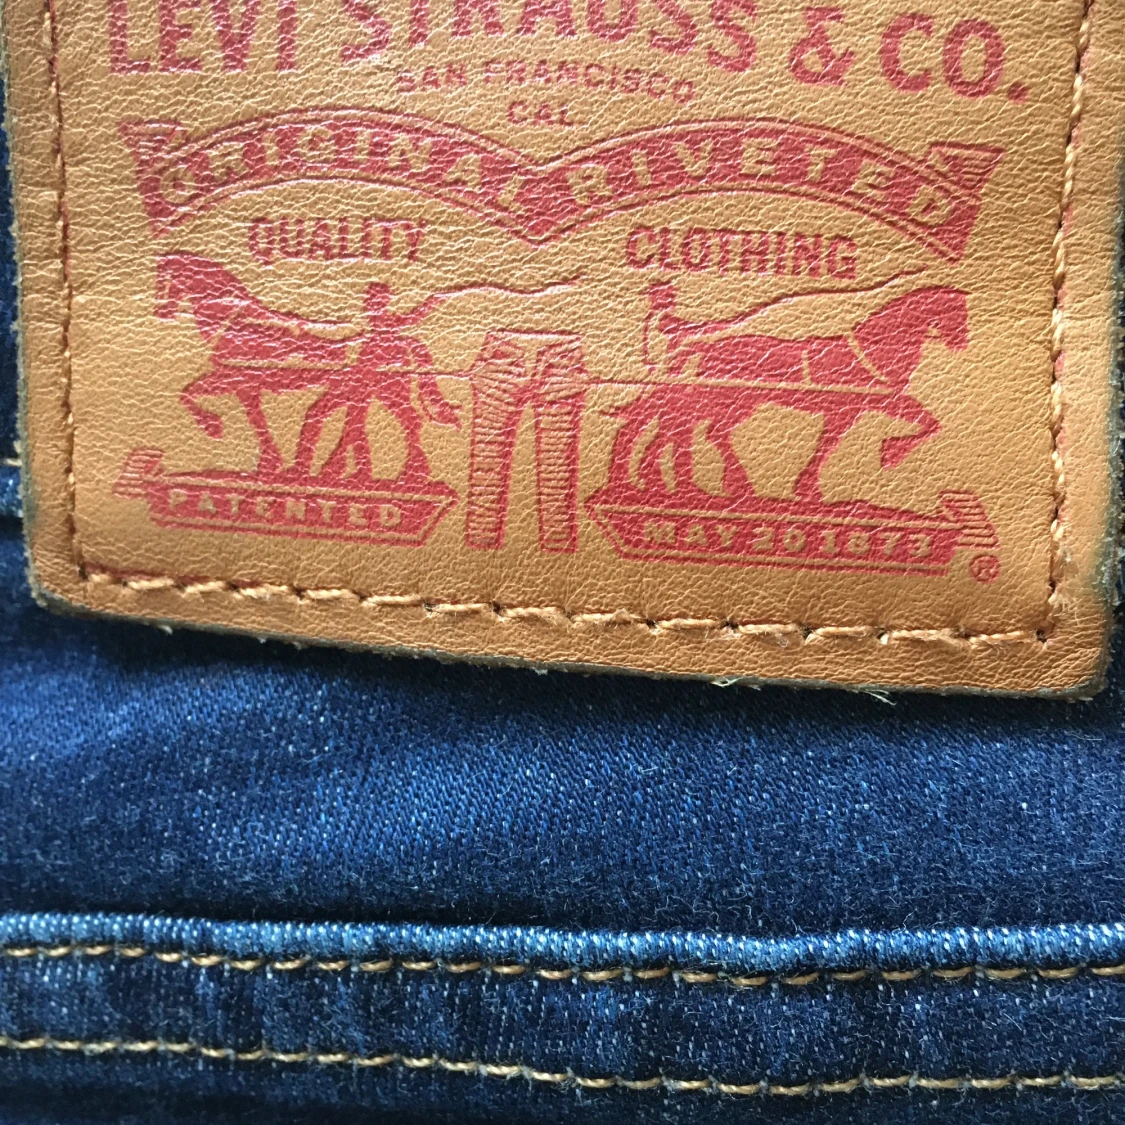 LEVI STRAUSS & CO.
SAN FRANCISCO
CAL
ORIGINAL RIVETED
QUALITY CLOTHING
PATENTED MAY 20 1873
®